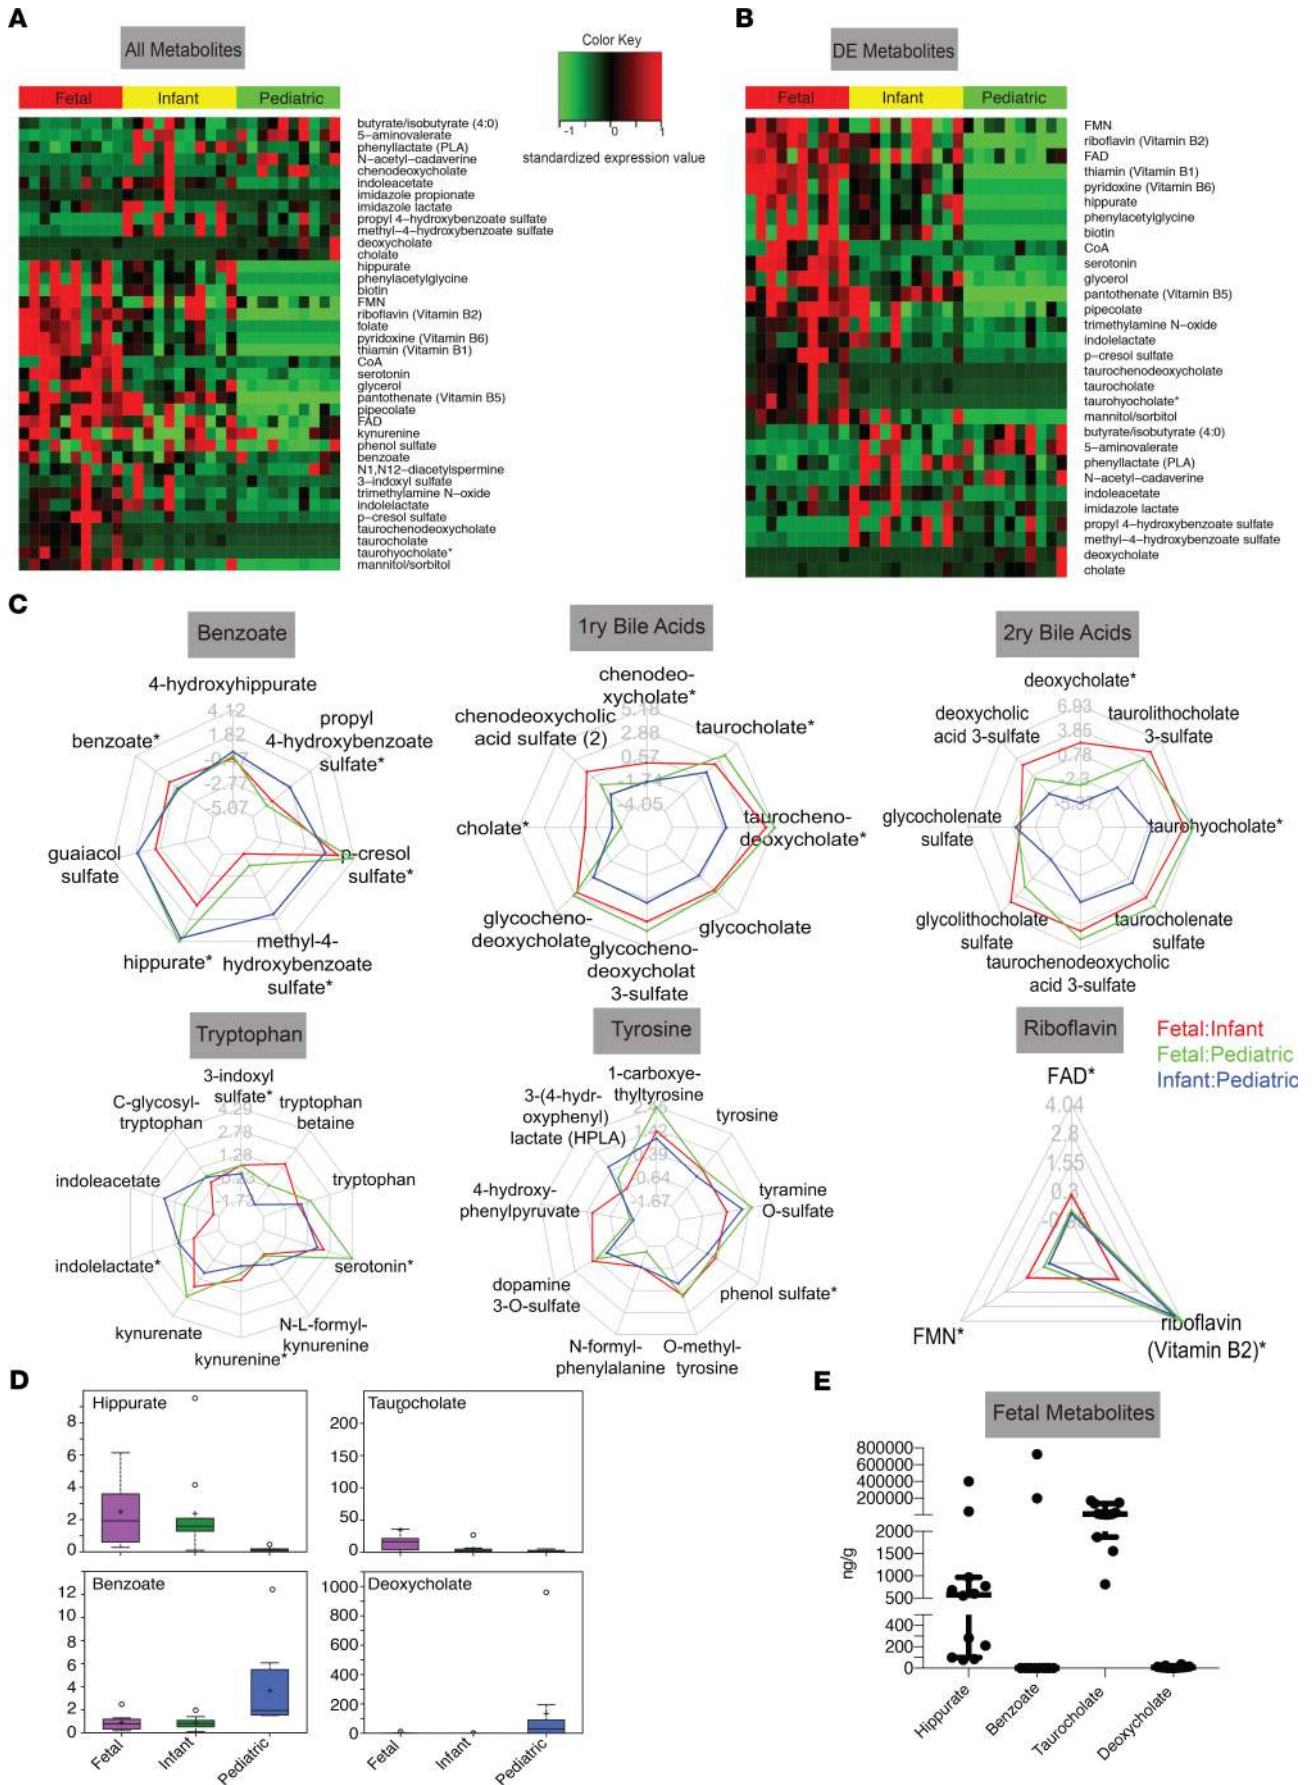 A
All Metabolites
Fetal
Infant
Pediatric
butyrate/isobutyrate (4:0)
5-aminovalerate
phenyllactate (PLA)
N-acetyl-cadaverine
chenodeoxycholate
indoleacetate
imidazole propionate
imidazole lactate
propyl 4-hydroxybenzoate sulfate
methyl-4-hydroxybenzoate sulfate
deoxycholate
cholate
hippurate
phenylacetylglycine
biotin
FMN
riboflavin (Vitamin B2)
folate
pyridoxine (Vitamin B6)
thiamin (Vitamin B1)
CoA
serotonin
glycerol
pantothenate (Vitamin B5)
pipecolate
FAD
kynurenine
phenol sulfate
benzoate
N1,N12-diacetylspermine
3-indoxyl sulfate
trimethylamine N-oxide
indolelactate
p-cresol sulfate
taurochenodeoxycholate
taurocholate
taurohyocholate*
mannitol/sorbitol
Color Key
-1
0
1
standardized expression value
B
DE Metabolites
Fetal
Infant
Pediatric
FMN
riboflavin (Vitamin B2)
FAD
thiamin (Vitamin B1)
pyridoxine (Vitamin B6)
hippurate
phenylacetylglycine
biotin
CoA
serotonin
glycerol
pantothenate (Vitamin B5)
pipecolate
trimethylamine N-oxide
indolelactate
p-cresol sulfate
taurochenodeoxycholate
taurocholate
taurohyocholate*
mannitol/sorbitol
butyrate/isobutyrate (4:0)
5-aminovalerate
phenyllactate (PLA)
N-acetyl-cadaverine
indoleacetate
imidazole lactate
propyl 4-hydroxybenzoate sulfate
methyl-4-hydroxybenzoate sulfate
deoxycholate
cholate
C
Benzoate
4-hydroxyhippurate
4.12
1.82
-2.77
-5.07
propyl
4-hydroxybenzoate
sulfate*
benzoate*
guaiacol
sulfate
p-cresol
sulfate*
hippurate*
methyl-4-
hydroxybenzoate
sulfate*
1ry Bile Acids
chenodeo-
xycholate*
5.18
2.88
0.57
-1.74
-4.05
chenodeoxycholic
acid sulfate (2)
taurocholate*
cholate*
taurocheno-
deoxycholate*
glycocheno-
deoxycholate
glycocholate
glycocheno-
deoxycholat
3-sulfate
2ry Bile Acids
deoxycholate*
6.93
3.85
0.78
-2.3
-5.37
deoxycholic
acid 3-sulfate
taurolithocholate
3-sulfate
glycocholenate
sulfate
taurohyocholate*
glycolithocholate
sulfate
taurocholenate
sulfate
taurochenodeoxycholic
acid 3-sulfate
Tryptophan
3-indoxyl
sulfate*
4.29
2.78
1.28
-1.73
C-glycosyl-
tryptophan
tryptophan
betaine
indoleacetate
tryptophan
indolelactate*
serotonin*
kynurenate
N-L-formyl-
kynurenine
kynurenine*
Tyrosine
1-carboxye-
thyltyrosine
1.42
0.39
0.64
-1.67
3-(4-hydr-
oxyphenyl)
lactate (HPLA)
tyrosine
4-hydroxy-
phenylpyruvate
tyramine
O-sulfate
dopamine
3-O-sulfate
phenol sulfate*
N-formyl-
phenylalanine
O-methyl-
tyrosine
Riboflavin
Fetal:Infant
Fetal:Pediatric
Infant:Pediatric
FAD*
4.04
2.8
1.55
0.3
FMN*
riboflavin
(Vitamin B2)*
D
Hippurate
8
6
4
2
0
Taurocholate
200
150
100
50
0
Benzoate
12
10
8
6
4
2
0
Deoxycholate
1000
800
600
400
200
0
Fetal
Infant
Pediatric
Fetal
Infant
Pediatric
E
Fetal Metabolites
ng/g
800000
600000
400000
200000
2000
1500
1000
500
400
200
0
Hippurate
Benzoate
Taurocholate
Deoxycholate